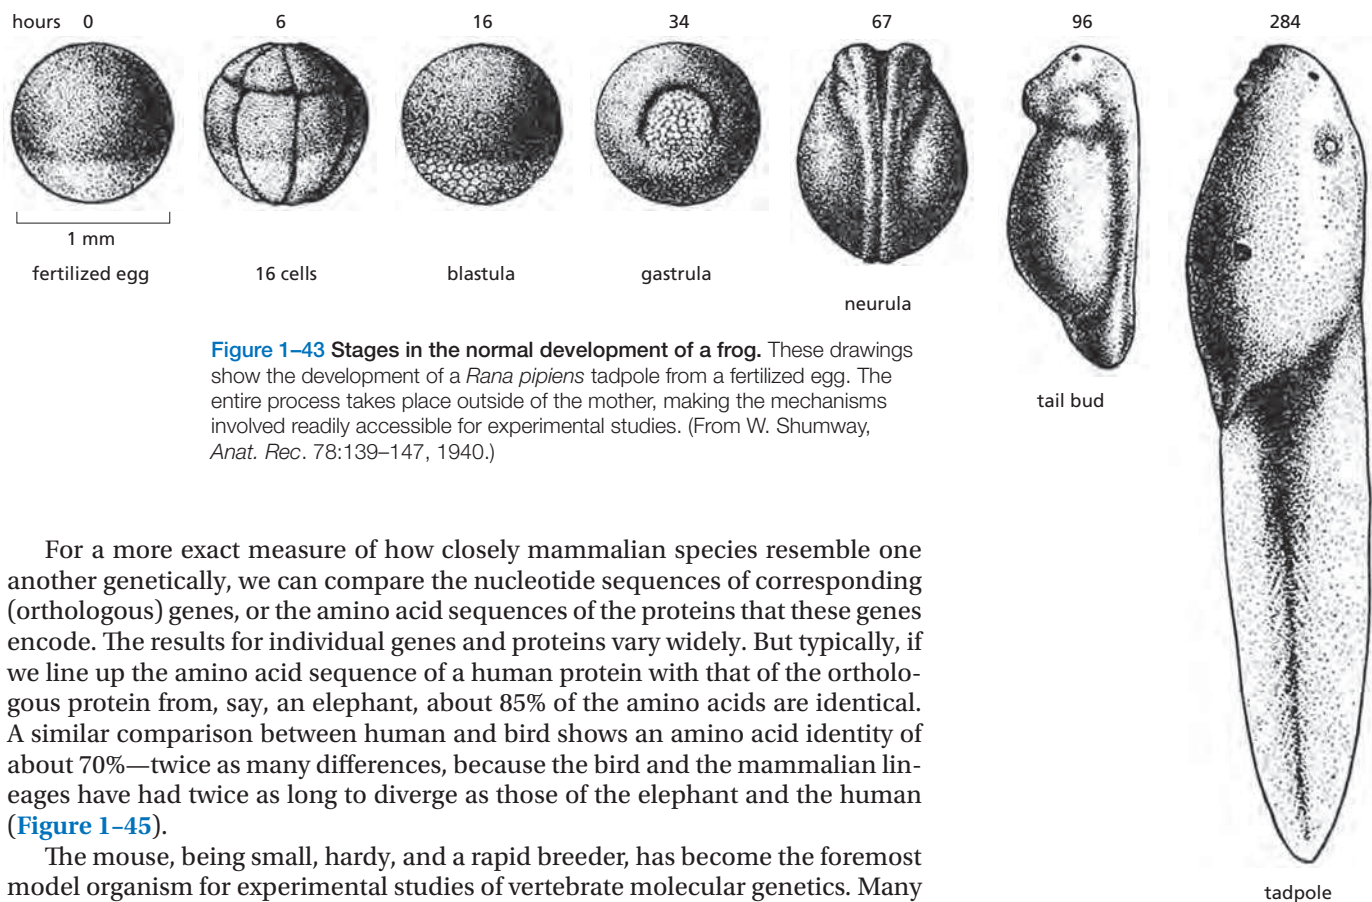 hours 0 6 16 34 67 96 284
1 mm
fertilized egg 16 cells blastula gastrula
neurula
Figure 1–43 Stages in the normal development of a frog. These drawings
show the development of a Rana pipiens tadpole from a fertilized egg. The
entire process takes place outside of the mother, making the mechanisms
involved readily accessible for experimental studies. (From W. Shumway,
Anat. Rec. 78:139–147, 1940.)
tail bud
For a more exact measure of how closely mammalian species resemble one
another genetically, we can compare the nucleotide sequences of corresponding
(orthologous) genes, or the amino acid sequences of the proteins that these genes
encode. The results for individual genes and proteins vary widely. But typically, if
we line up the amino acid sequence of a human protein with that of the ortholo-
gous protein from, say, an elephant, about 85% of the amino acids are identical.
A similar comparison between human and bird shows an amino acid identity of
about 70%—twice as many differences, because the bird and the mammalian lin-
eages have had twice as long to diverge as those of the elephant and the human
(Figure 1–45).
The mouse, being small, hardy, and a rapid breeder, has become the foremost
model organism for experimental studies of vertebrate molecular genetics. Many
tadpole